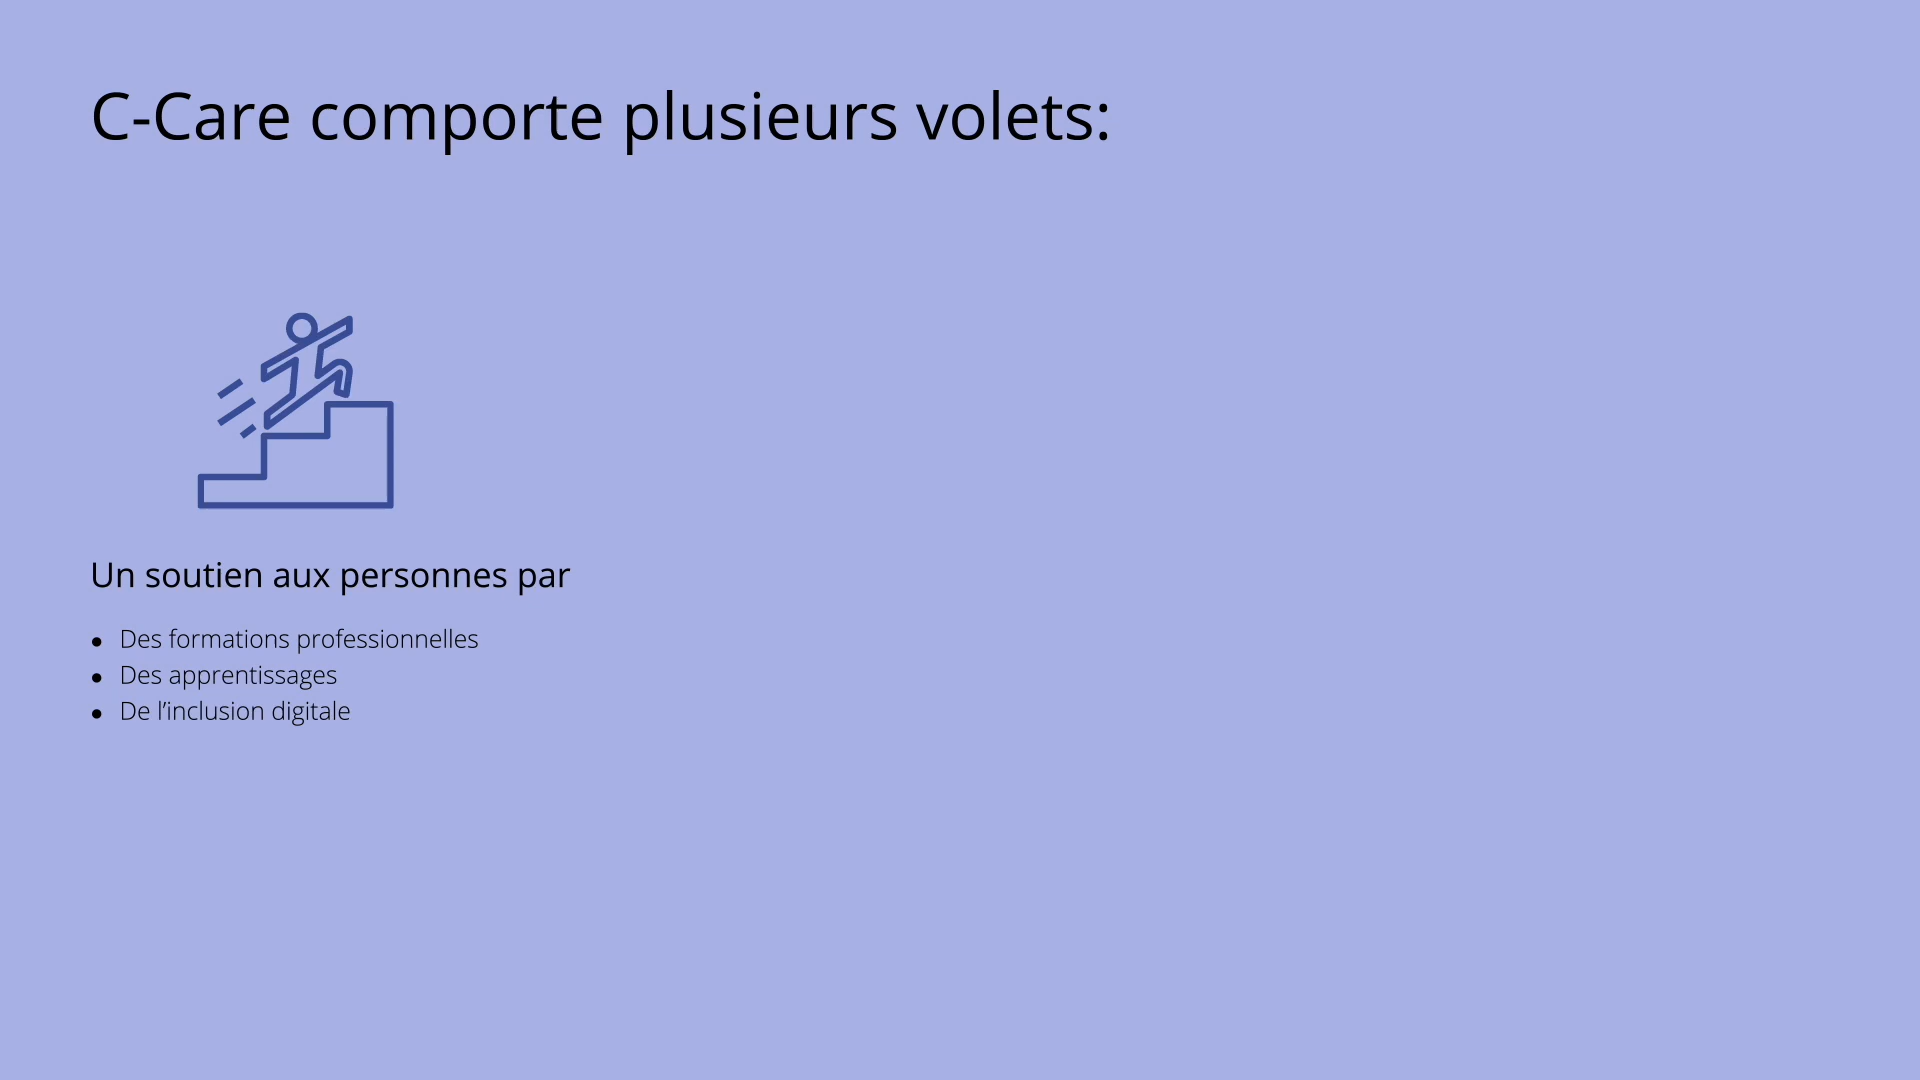 C-Care comporte plusieurs volets:
Un soutien aux personnes par
● Des formations professionnelles
● Des apprentissages
● De l’inclusion digitale